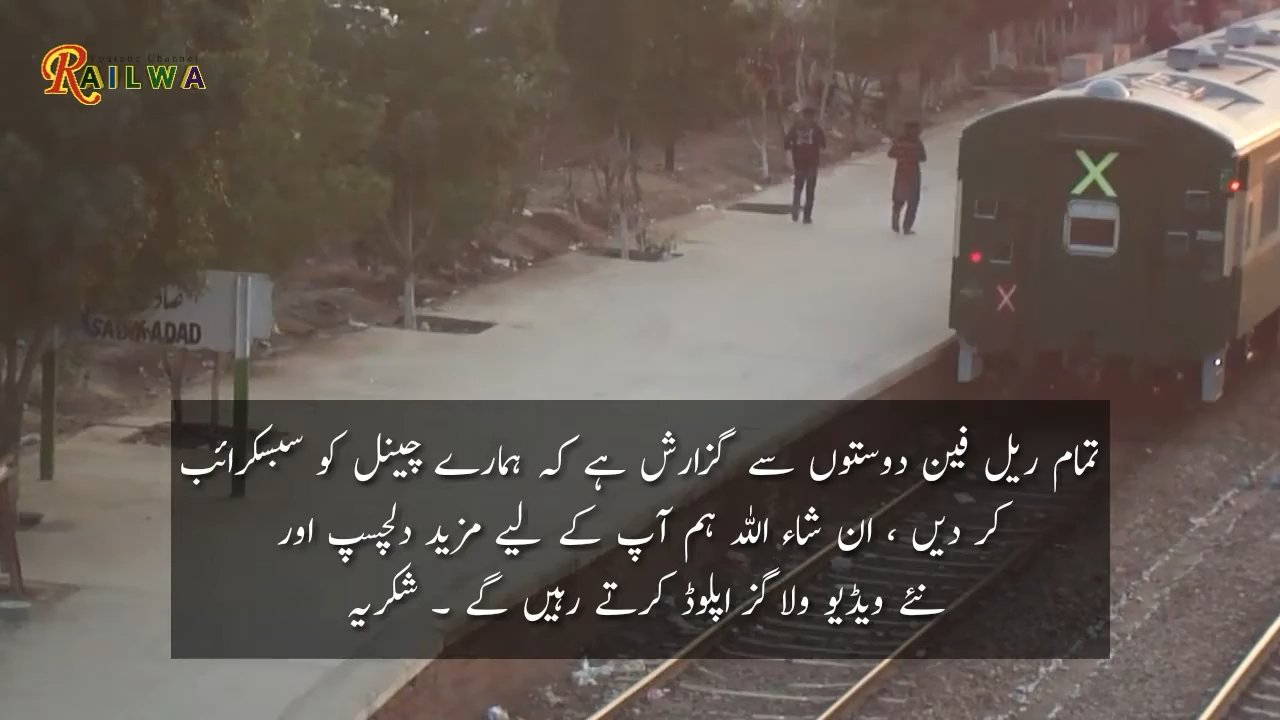 RAILWA
SADIKADAD
X
X
تمام ریل فین دوستوں سے گزارش ہے کہ ہمارے چینل کو سبسکرائب
کر دیں ، ان شاء اللہ ہم آپ کے لیے مزید دلچسپ اور
نئے ویڈیو ولاگز اپلوڈ کرتے رہیں گے ۔ شکریہ